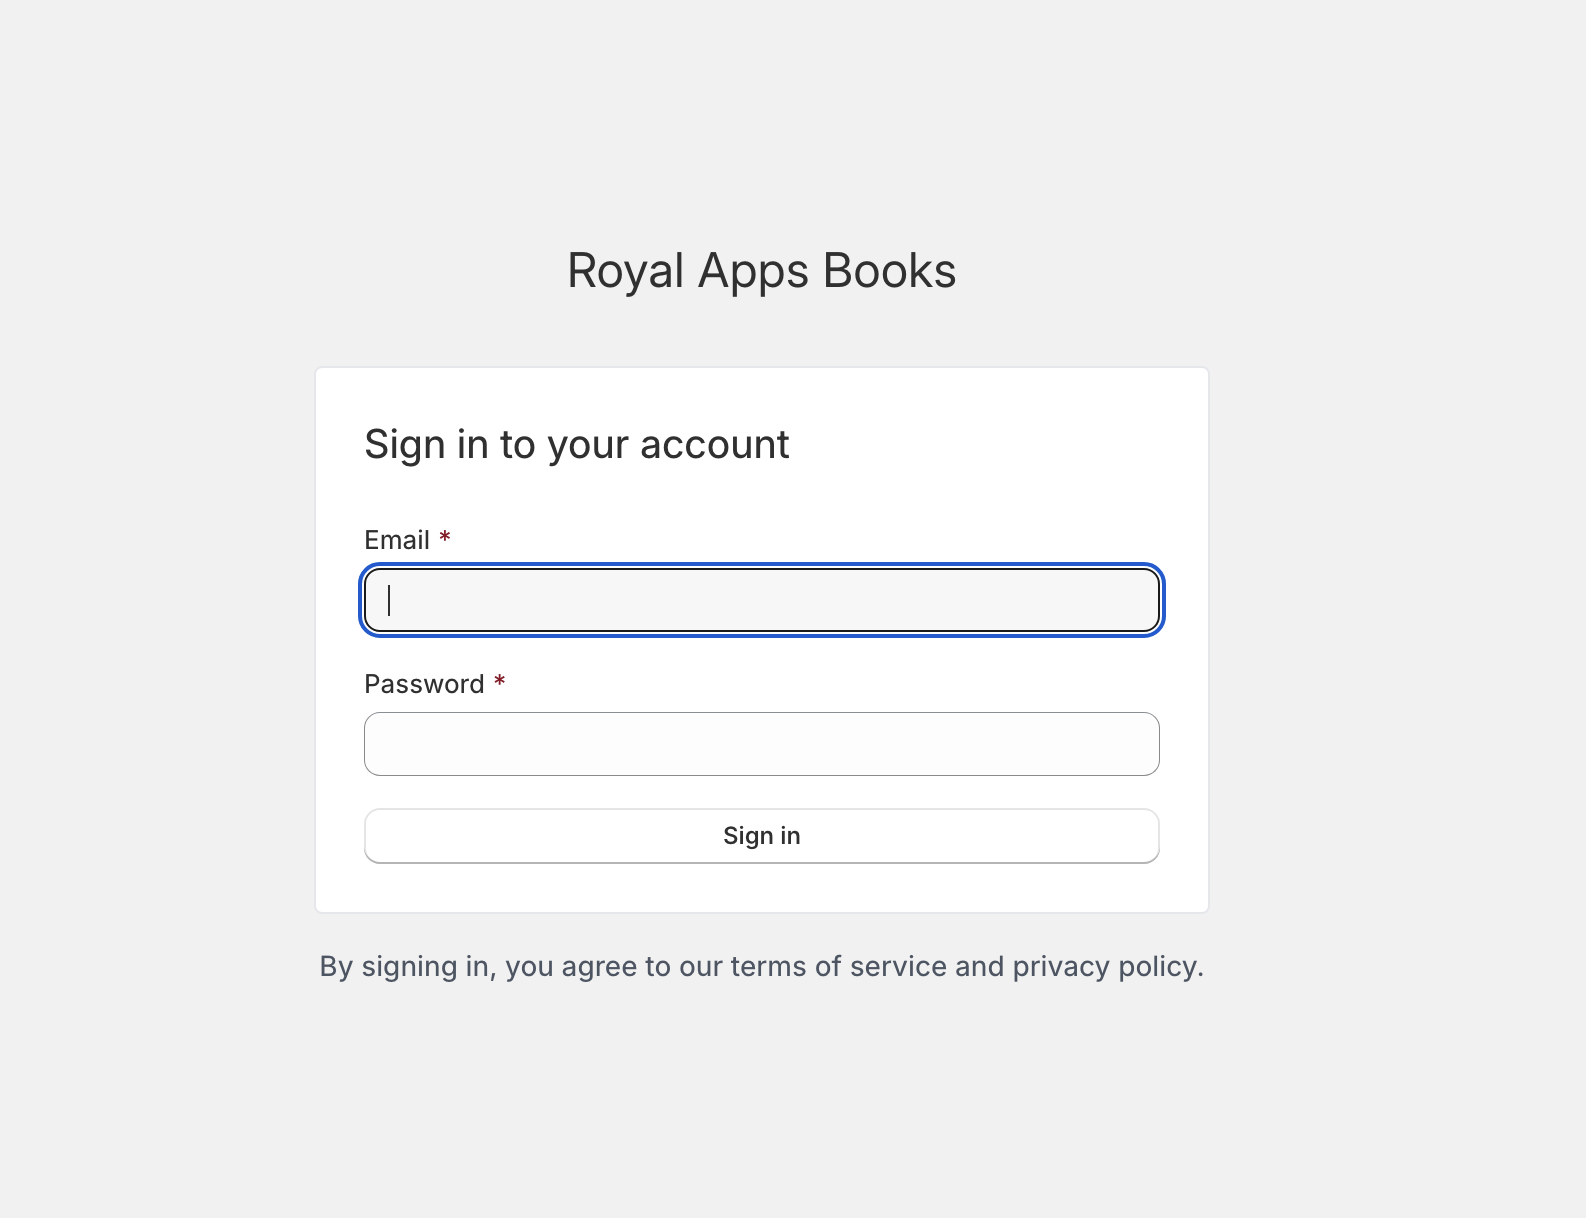 Royal Apps Books
Sign in to your account
Email *
Password *
Sign in
By signing in, you agree to our terms of service and privacy policy.